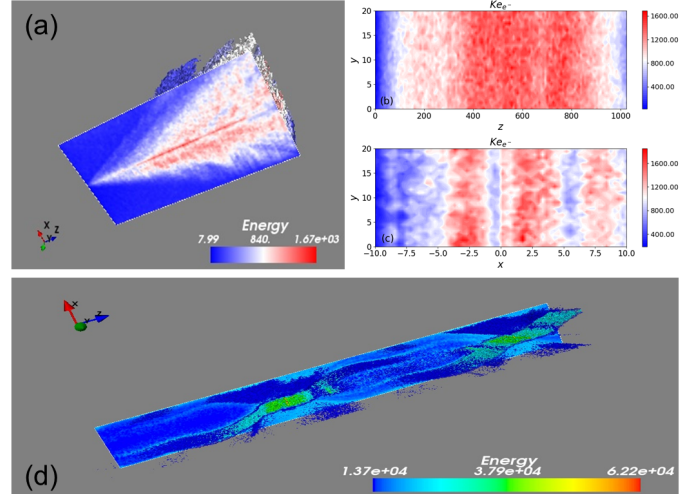 (a)
X
Y
Z
Energy
7.99 840. 1.67e+03
Ke_e-
20
15
10
5
0
y
(b)
0 200 400 600 800 1000
z
1600.00
1200.00
800.00
400.00
Ke_e-
20
15
10
5
0
y
(c)
−10.0 −7.5 −5.0 −2.5 0.0 2.5 5.0 7.5 10.0
x
1600.00
1200.00
800.00
400.00
X
Y
Z
(d)
Energy
1.37e+04 3.79e+04 6.22e+04